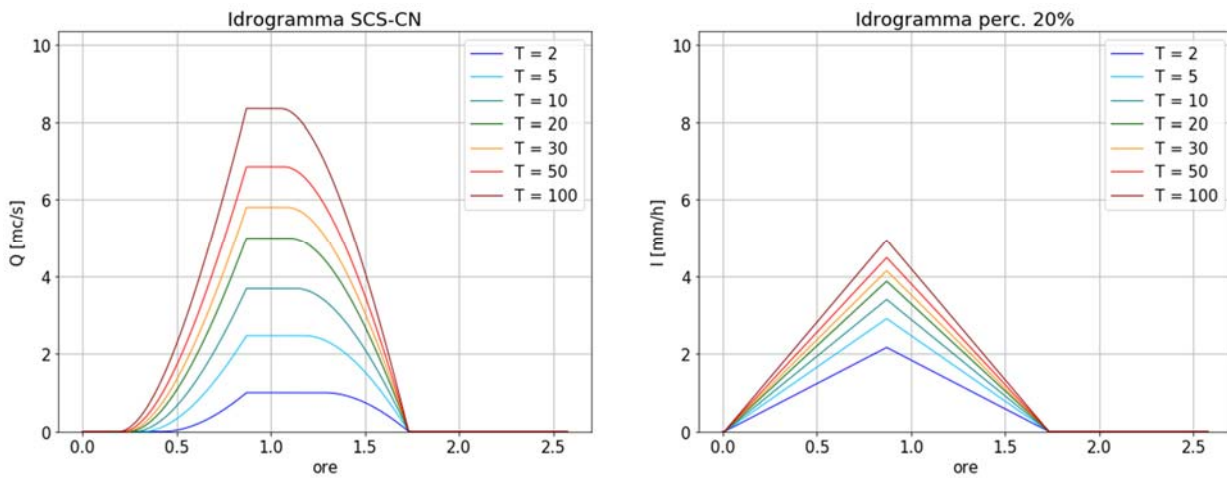 Idrogramma SCS-CN
10
8
6
4
2
0
Q [mc/s]
0.0 0.5 1.0 1.5 2.0 2.5
ore
T = 2
T = 5
T = 10
T = 20
T = 30
T = 50
T = 100
Idrogramma perc. 20%
10
8
6
4
2
0
I [mm/h]
0.0 0.5 1.0 1.5 2.0 2.5
ore
T = 2
T = 5
T = 10
T = 20
T = 30
T = 50
T = 100